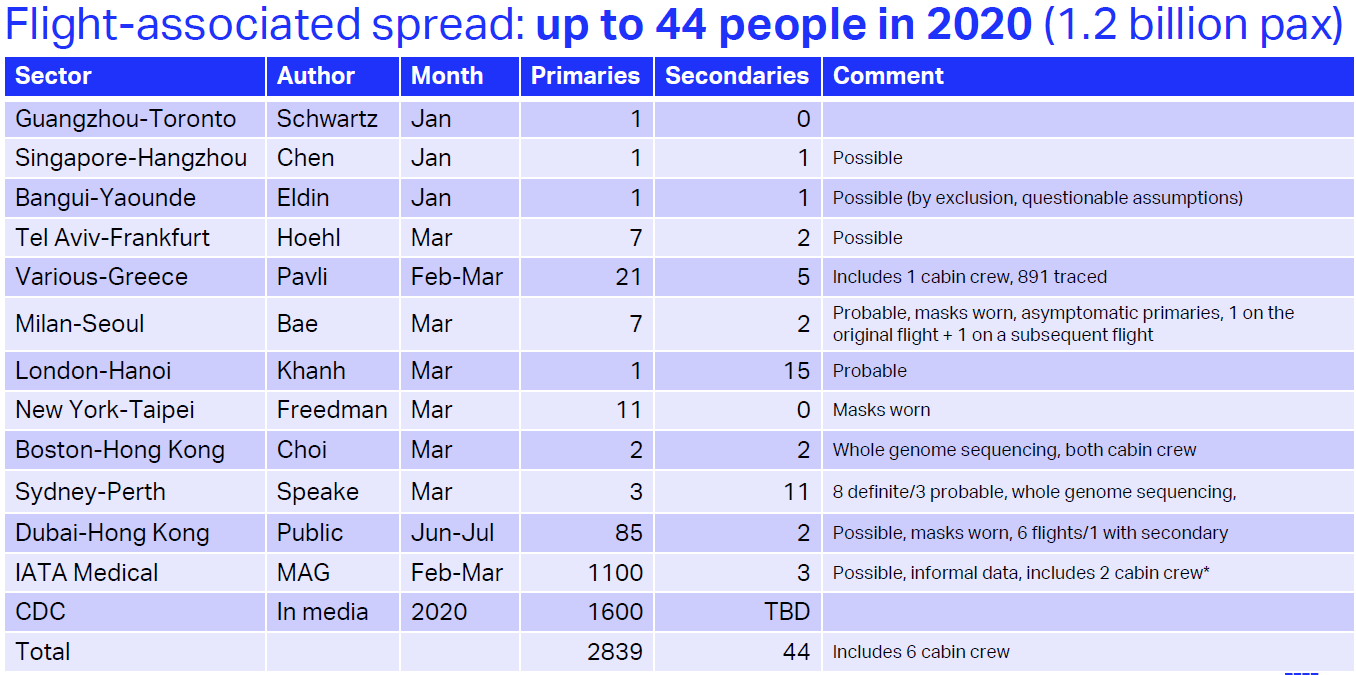 Flight-associated spread: up to 44 people in 2020 (1.2 billion pax)
Sector Author Month Primaries Secondaries Comment
Guangzhou-Toronto Schwartz Jan 1 0
Singapore-Hangzhou Chen Jan 1 1 Possible
Bangui-Yaounde Eldin Jan 1 1 Possible (by exclusion, questionable assumptions)
Tel Aviv-Frankfurt Hoehl Mar 7 2 Possible
Various-Greece Pavli Feb-Mar 21 5 Includes 1 cabin crew, 891 traced
Milan-Seoul Bae Mar 7 2 Probable, masks worn, asymptomatic primaries, 1 on the
original flight + 1 on a subsequent flight
London-Hanoi Khanh Mar 1 15 Probable
New York-Taipei Freedman Mar 11 0 Masks worn
Boston-Hong Kong Choi Mar 2 2 Whole genome sequencing, both cabin crew
Sydney-Perth Speake Mar 3 11 8 definite/3 probable, whole genome sequencing,
Dubai-Hong Kong Public Jun-Jul 85 2 Possible, masks worn, 6 flights/1 with secondary
IATA Medical MAG Feb-Mar 1100 3 Possible, informal data, includes 2 cabin crew*
CDC In media 2020 1600 TBD
Total 2839 44 Includes 6 cabin crew